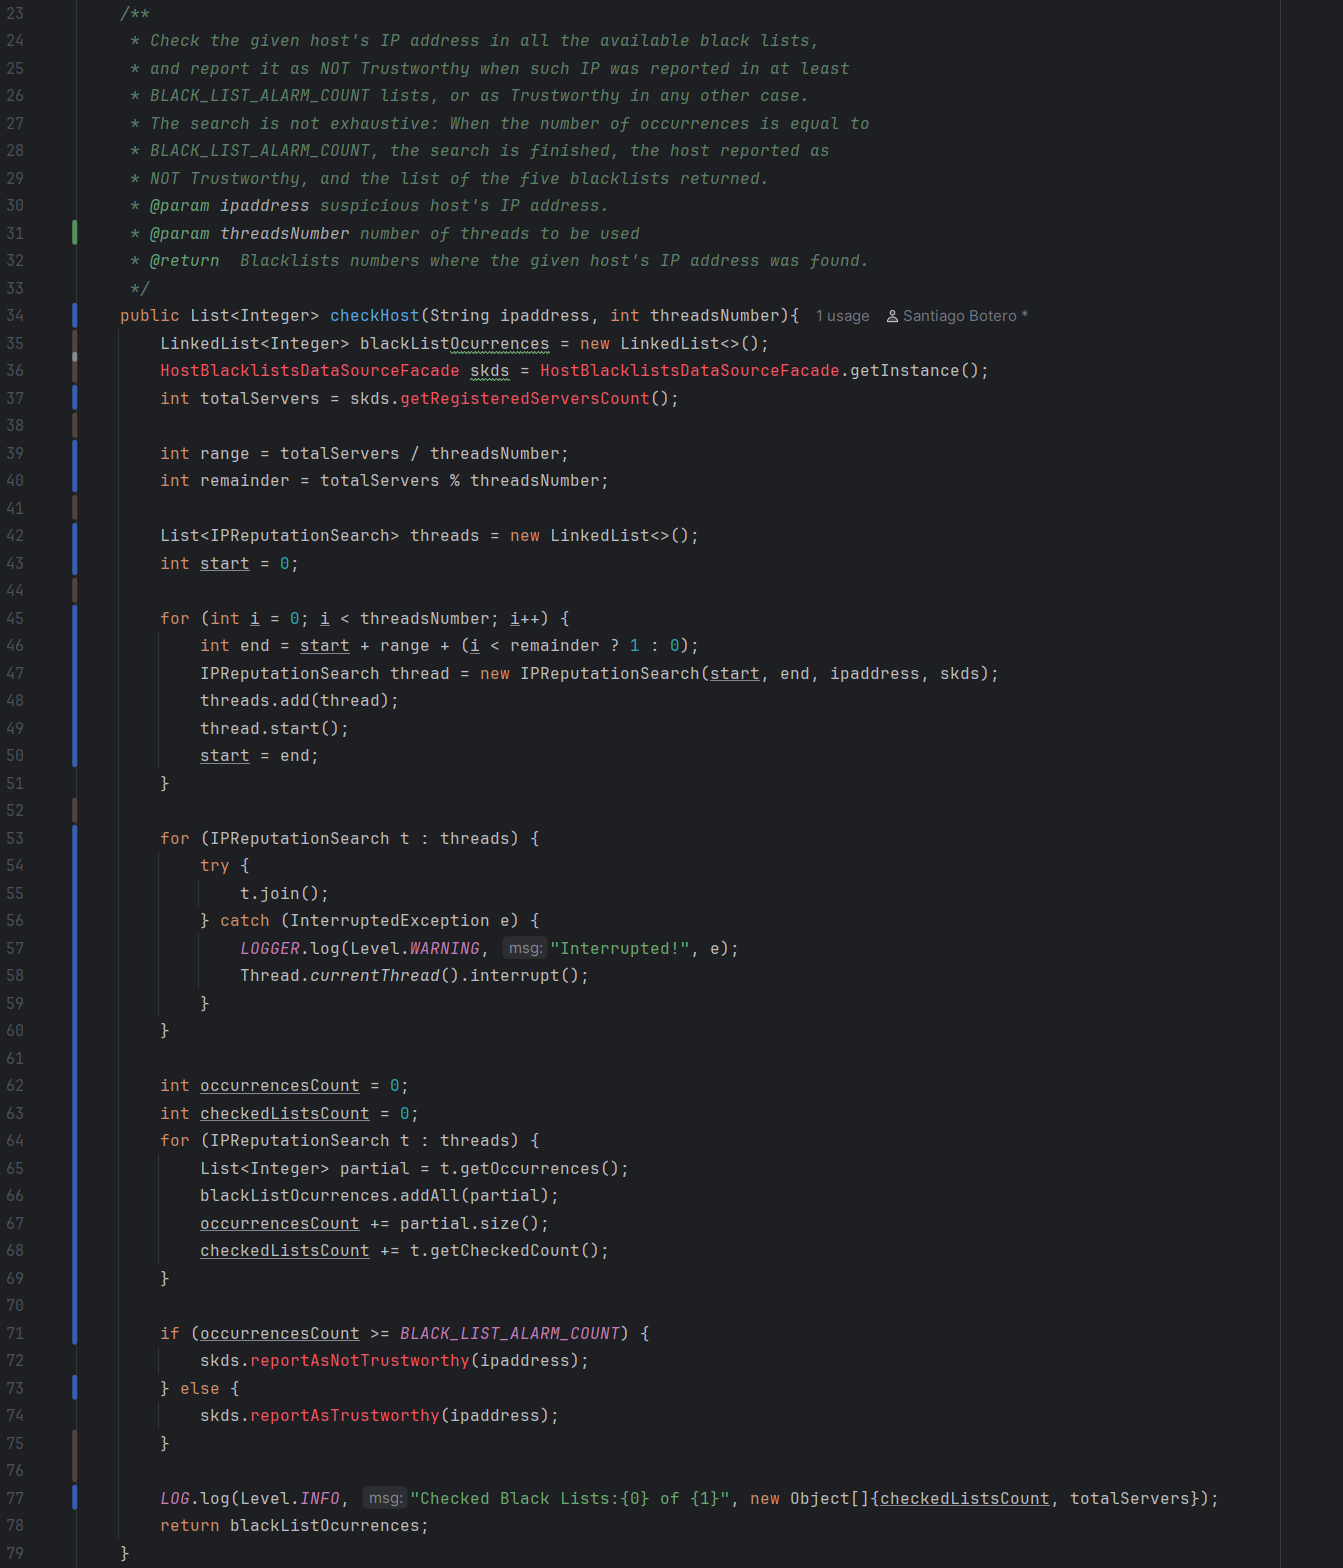 23 /**
24 * Check the given host's IP address in all the available black lists,
25 * and report it as NOT Trustworthy when such IP was reported in at least
26 * BLACK_LIST_ALARM_COUNT lists, or as Trustworthy in any other case.
27 * The search is not exhaustive: When the number of occurrences is equal to
28 * BLACK_LIST_ALARM_COUNT, the search is finished, the host reported as
29 * NOT Trustworthy, and the list of the five blacklists returned.
30 * @param ipaddress suspicious host's IP address.
31 * @param threadsNumber number of threads to be used
32 * @return  Blacklists numbers where the given host's IP address was found.
33 */
34 public List<Integer> checkHost(String ipaddress, int threadsNumber){ 1 usage Santiago Botero *
35 LinkedList<Integer> blackListOcurrences = new LinkedList<>();
36 HostBlacklistsDataSourceFacade skds = HostBlacklistsDataSourceFacade.getInstance();
37 int totalServers = skds.getRegisteredServersCount();
38
39 int range = totalServers / threadsNumber;
40 int remainder = totalServers % threadsNumber;
41
42 List<IPReputationSearch> threads = new LinkedList<>();
43 int start = 0;
44
45 for (int i = 0; i < threadsNumber; i++) {
46 int end = start + range + (i < remainder ? 1 : 0);
47 IPReputationSearch thread = new IPReputationSearch(start, end, ipaddress, skds);
48 threads.add(thread);
49 thread.start();
50 start = end;
51 }
52
53 for (IPReputationSearch t : threads) {
54 try {
55 t.join();
56 } catch (InterruptedException e) {
57 LOGGER.log(Level.WARNING, msg: "Interrupted!", e);
58 Thread.currentThread().interrupt();
59 }
60 }
61
62 int occurrencesCount = 0;
63 int checkedListsCount = 0;
64 for (IPReputationSearch t : threads) {
65 List<Integer> partial = t.getOccurrences();
66 blackListOcurrences.addAll(partial);
67 occurrencesCount += partial.size();
68 checkedListsCount += t.getCheckedCount();
69 }
70
71 if (occurrencesCount >= BLACK_LIST_ALARM_COUNT) {
72 skds.reportAsNotTrustworthy(ipaddress);
73 } else {
74 skds.reportAsTrustworthy(ipaddress);
75 }
76
77 LOG.log(Level.INFO, msg: "Checked Black Lists:{0} of {1}", new Object[]{checkedListsCount, totalServers});
78 return blackListOcurrences;
79 }